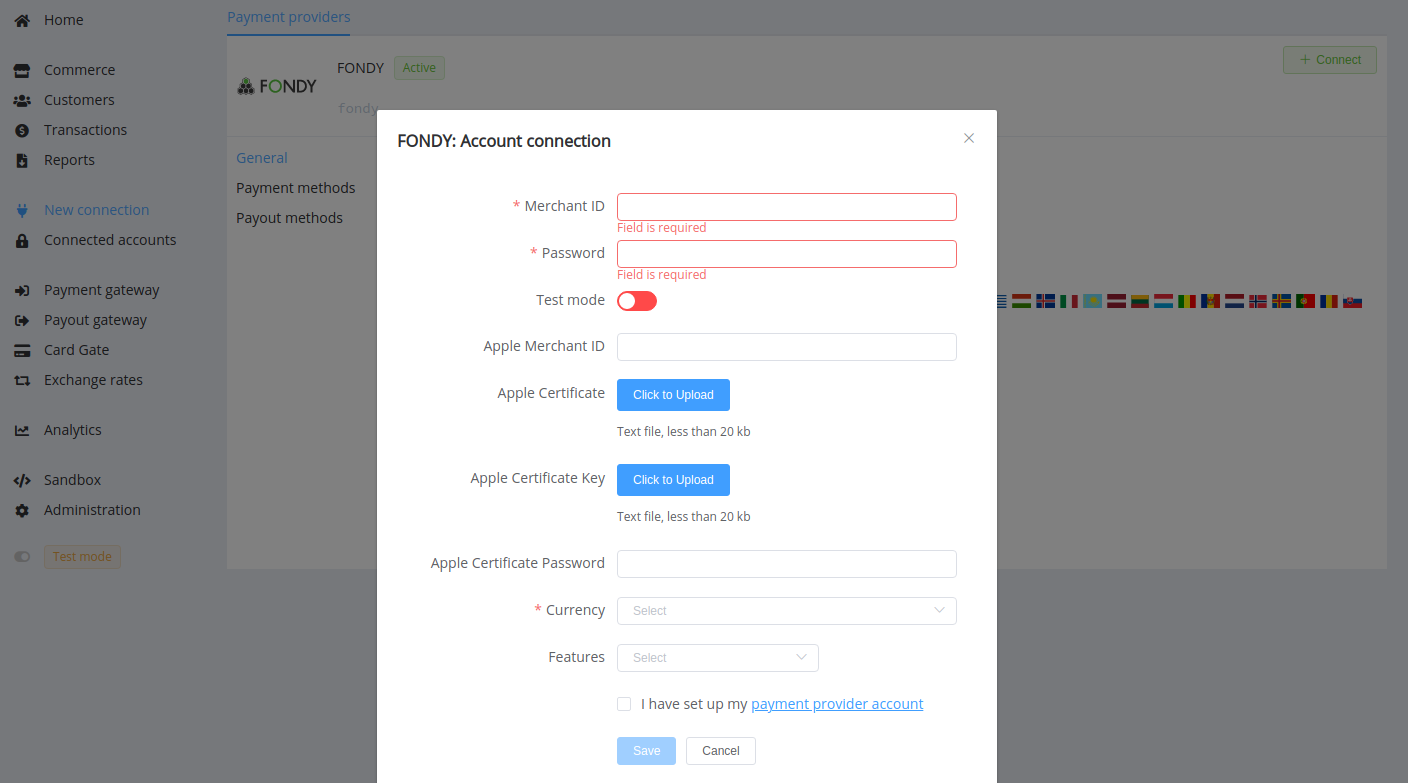 Home
Commerce
Customers
Transactions
Reports
New connection
Connected accounts
Payment gateway
Payout gateway
Card Gate
Exchange rates
Analytics
Sandbox
Administration
Test mode
Payment providers
FONDY
FONDY Active
fondy
+ Connect
General
Payment methods
Payout methods
FONDY: Account connection
* Merchant ID
Field is required
* Password
Field is required
Test mode
Apple Merchant ID
Apple Certificate Click to Upload
Text file, less than 20 kb
Apple Certificate Key Click to Upload
Text file, less than 20 kb
Apple Certificate Password
* Currency Select
Features Select
I have set up my payment provider account
Save Cancel